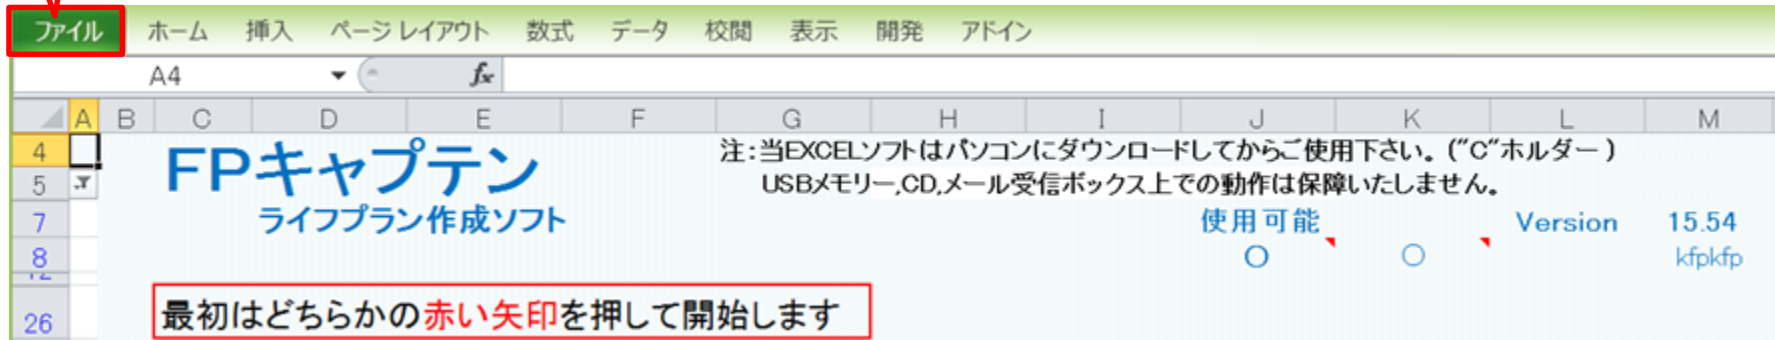 ファイル ホーム 挿入 ページ レイアウト 数式 データ 校閲 表示 開発 アドイン
A4 fx
A B C D E F G H I J K L M
4 FPキャプテン 注:当EXCELソフトはパソコンにダウンロードしてからご使用下さい。("C"ホルダー )
5 USBメモリー,CD,メール受信ボックス上での動作は保障いたしません。
7 ライフプラン作成ソフト 使用可能 Version 15.54
8 〇 〇 kfpkfp
12
26 最初はどちらかの赤い矢印を押して開始します